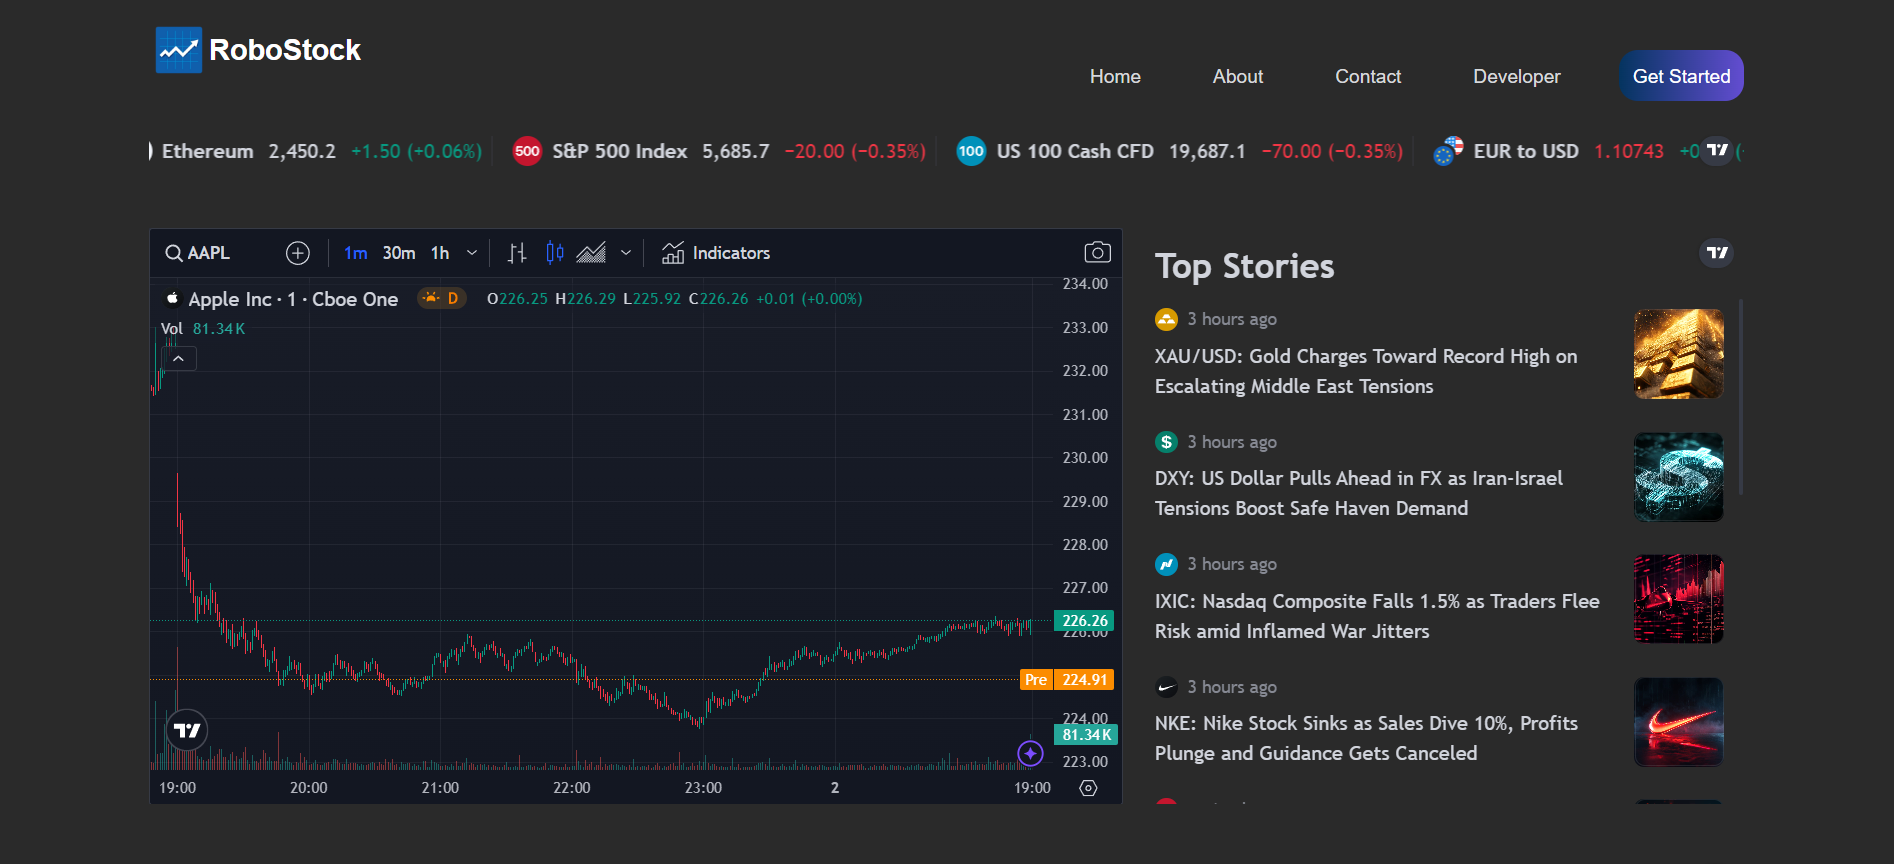 RoboStock
Home About Contact Developer Get Started
Ethereum 2,450.2 +1.50 (+0.06%) 500 S&P 500 Index 5,685.7 −20.00 (−0.35%) 100 US 100 Cash CFD 19,687.1 −70.00 (−0.35%) EUR to USD 1.10743 +0
AAPL 1m 30m 1h Indicators
Apple Inc · 1 · Cboe One D O226.25 H226.29 L225.92 C226.26 +0.01 (+0.00%)
Vol 81.34K
234.00
233.00
232.00
231.00
230.00
229.00
228.00
227.00
226.26
226.00
Pre 224.91
224.00
81.34K
223.00
19:00 20:00 21:00 22:00 23:00 2 19:00
Top Stories
3 hours ago
XAU/USD: Gold Charges Toward Record High on
Escalating Middle East Tensions
3 hours ago
DXY: US Dollar Pulls Ahead in FX as Iran-Israel
Tensions Boost Safe Haven Demand
3 hours ago
IXIC: Nasdaq Composite Falls 1.5% as Traders Flee
Risk amid Inflamed War Jitters
3 hours ago
NKE: Nike Stock Sinks as Sales Dive 10%, Profits
Plunge and Guidance Gets Canceled